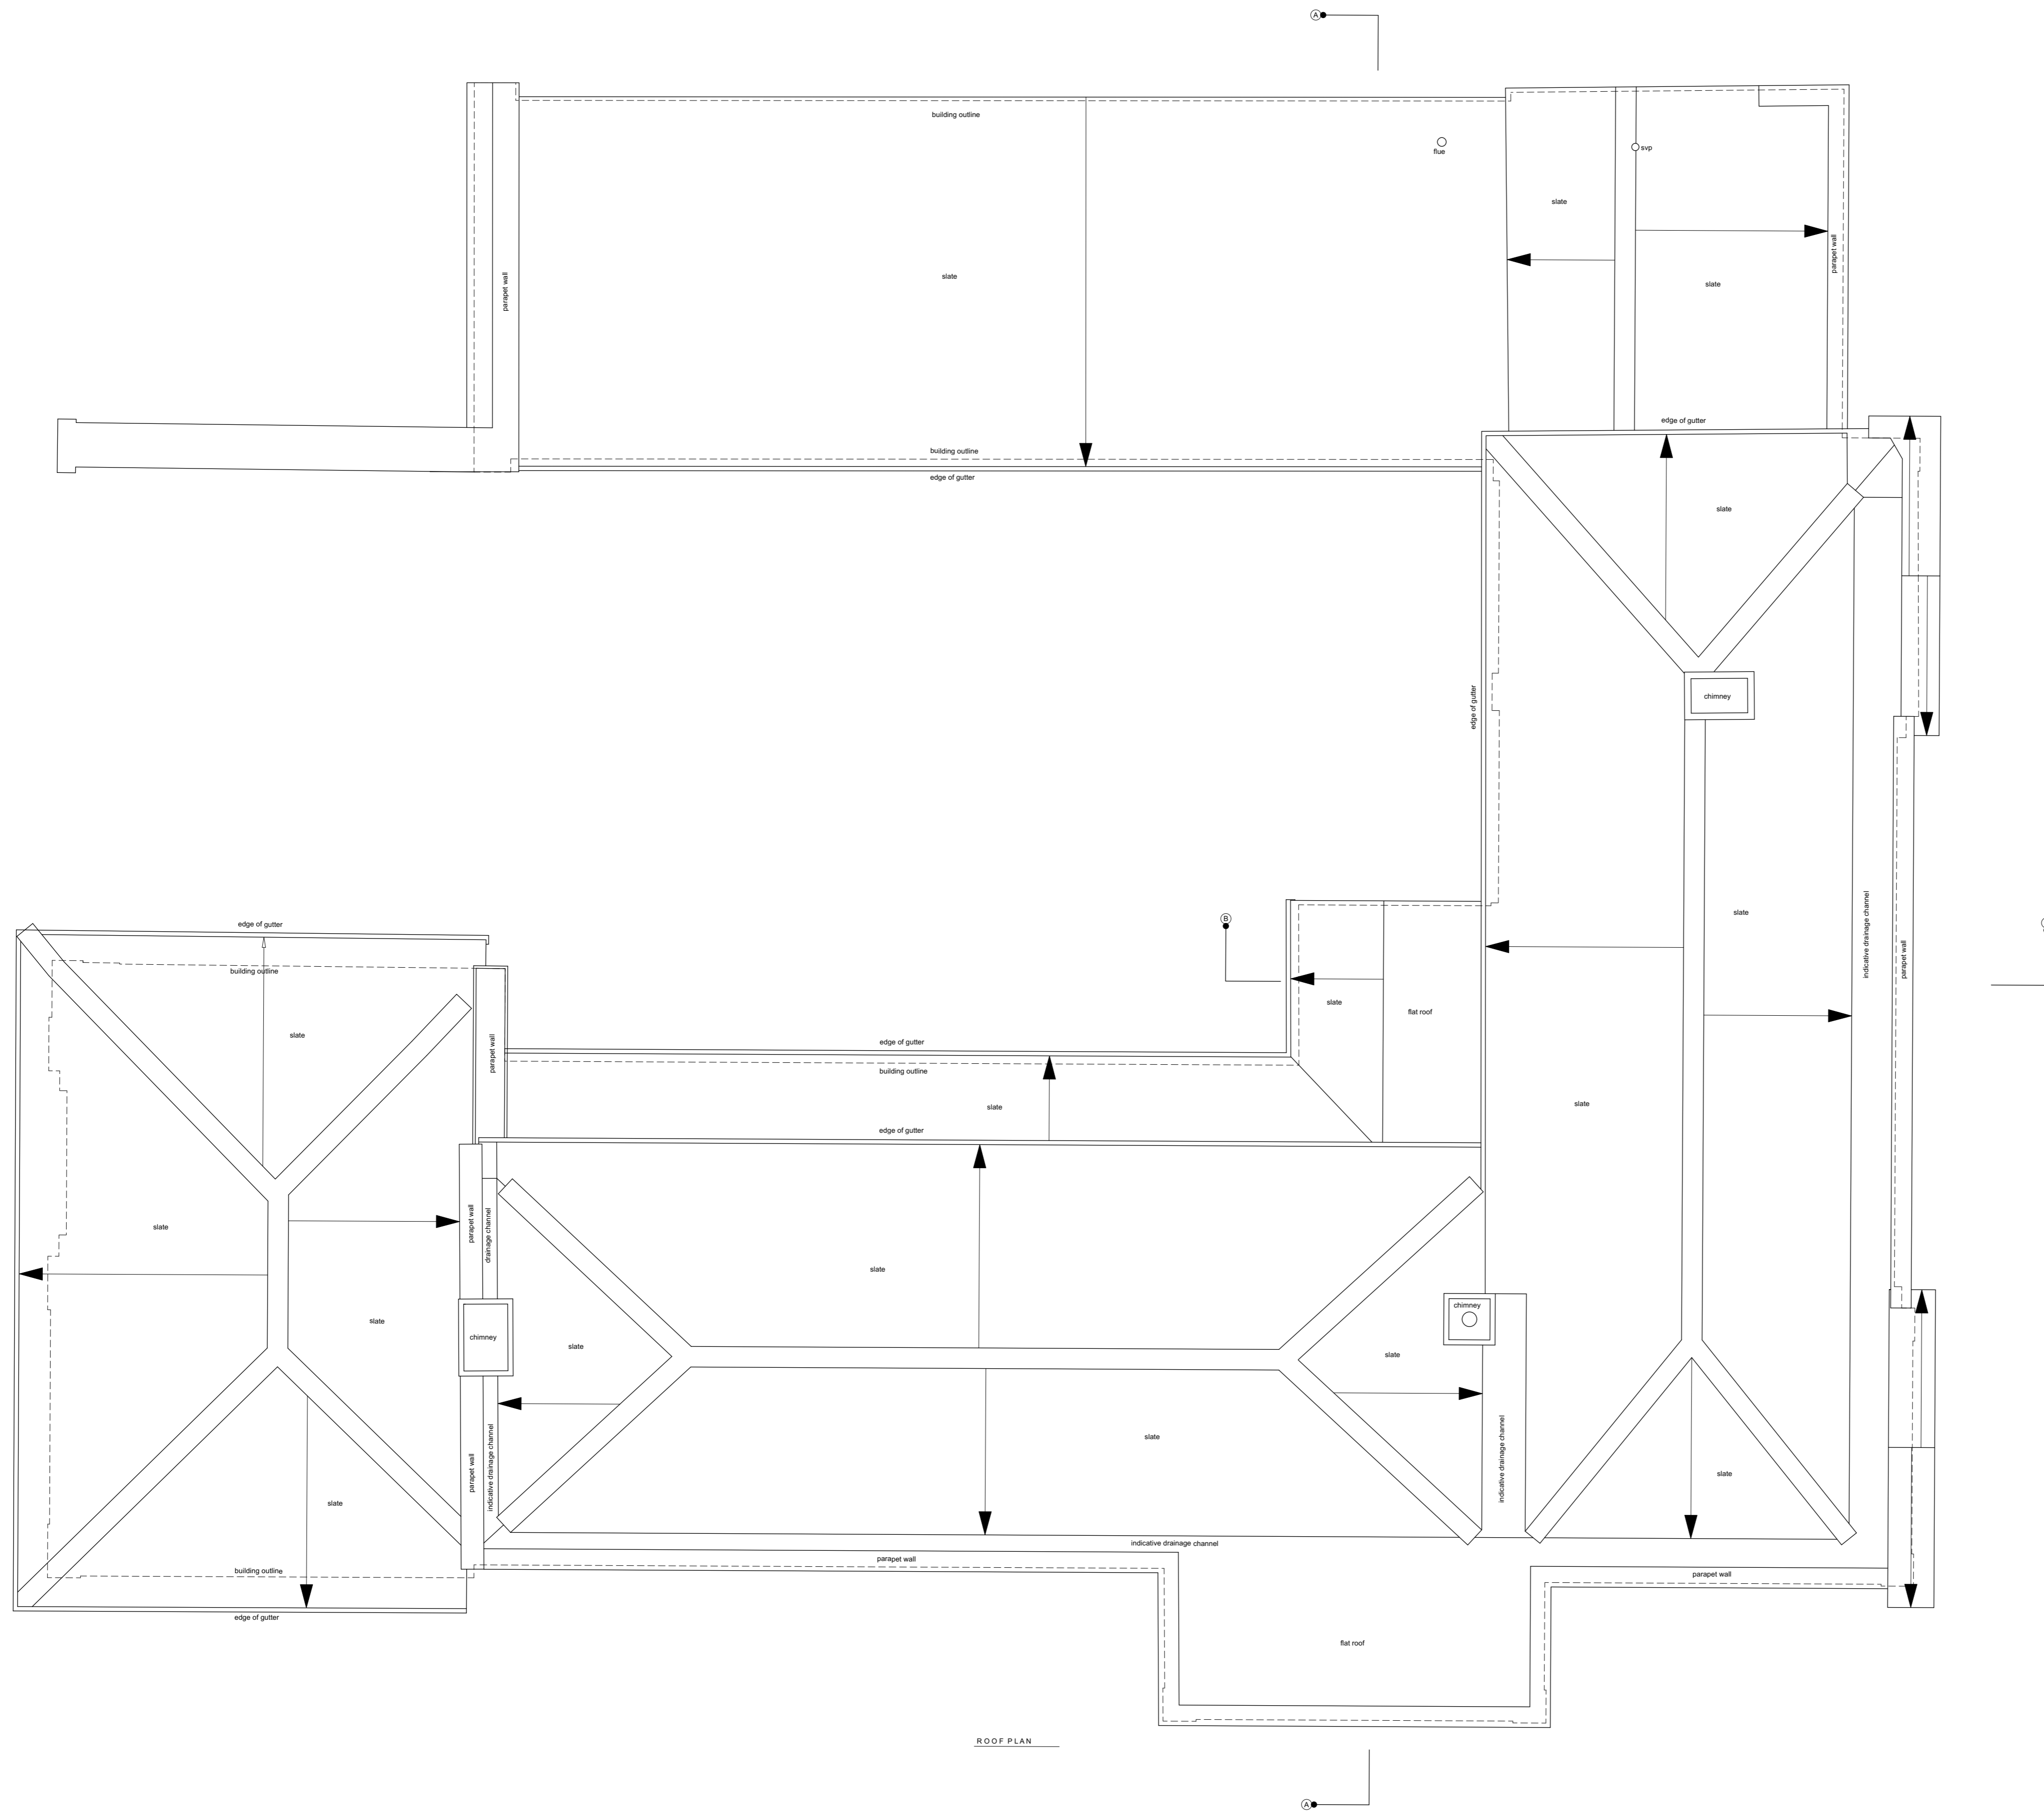 A
building outline
flue
svp
slate
parapet wall
slate
parapet wall
slate
edge of gutter
building outline
edge of gutter
slate
chimney
edge of gutter
slate
indicative drainage channel
parapet wall
B
edge of gutter
building outline
slate
flat roof
slate
parapet wall
edge of gutter
building outline
slate
slate
edge of gutter
slate
parapet wall
drainage channel
slate
slate
chimney
slate
chimney
slate
slate
parapet wall
indicative drainage channel
slate
indicative drainage channel
slate
slate
indicative drainage channel
parapet wall
building outline
parapet wall
edge of gutter
flat roof
ROOF PLAN
A